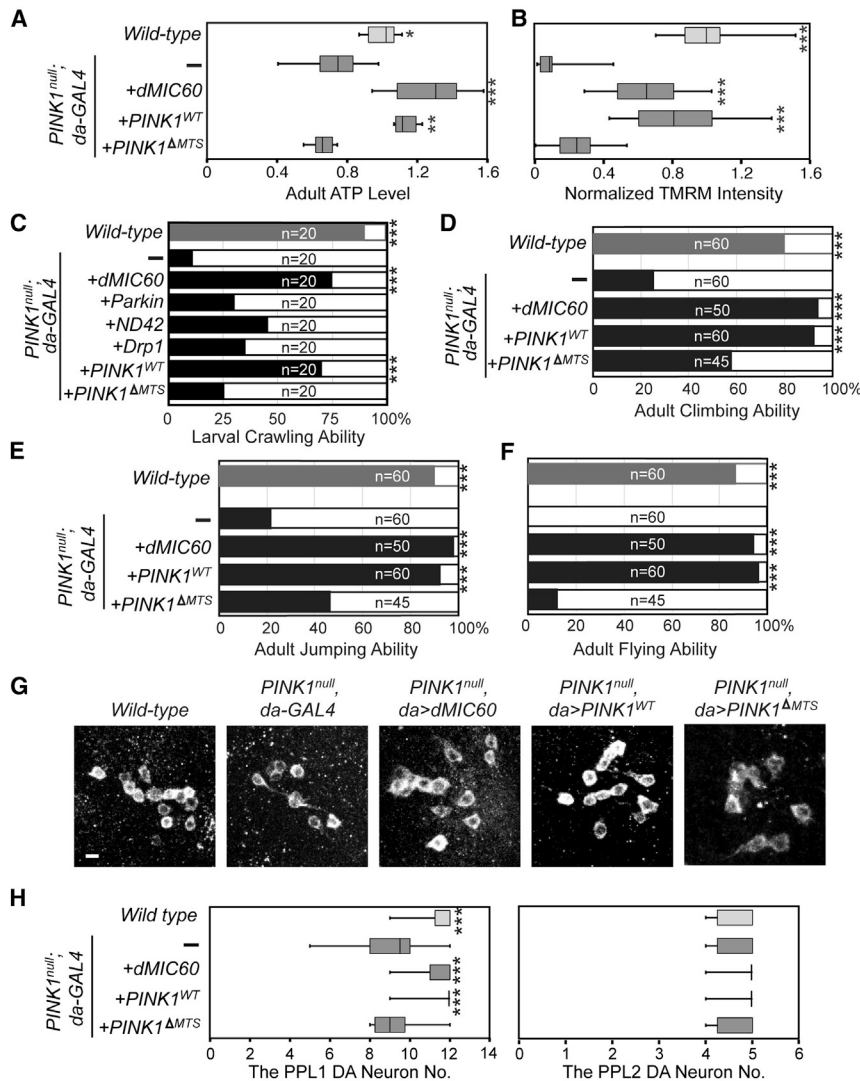 A
Wild-type
PINK1null,
da-GAL4
—
+dMIC60
+PINK1WT
+PINK1ΔMTS
*
***
**
0 0.4 0.8 1.2 1.6
Adult ATP Level
B
***
***
***
0 0.4 0.8 1.2 1.6
Normalized TMRM Intensity
C
Wild-type
PINK1null,
da-GAL4
—
+dMIC60
+Parkin
+ND42
+Drp1
+PINK1WT
+PINK1ΔMTS
n=20
n=20
n=20
n=20
n=20
n=20
n=20
n=20
***
***
***
0 25 50 75 100%
Larval Crawling Ability
D
Wild-type
PINK1null,
da-GAL4
—
+dMIC60
+PINK1WT
+PINK1ΔMTS
n=60
n=60
n=50
n=60
n=45
***
***
***
0 20 40 60 80 100%
Adult Climbing Ability
E
Wild-type
PINK1null,
da-GAL4
—
+dMIC60
+PINK1WT
+PINK1ΔMTS
n=60
n=60
n=50
n=60
n=45
***
***
***
0 20 40 60 80 100%
Adult Jumping Ability
F
n=60
n=60
n=50
n=60
n=45
***
***
***
0 20 40 60 80 100%
Adult Flying Ability
G
Wild-type
PINK1null,
da-GAL4
PINK1null,
da>dMIC60
PINK1null,
da>PINK1WT
PINK1null,
da>PINK1ΔMTS
H
Wild type
PINK1null,
da-GAL4
—
+dMIC60
+PINK1WT
+PINK1ΔMTS
***
***
***
0 2 4 6 8 10 12 14
The PPL1 DA Neuron No.
0 1 2 3 4 5 6
The PPL2 DA Neuron No.